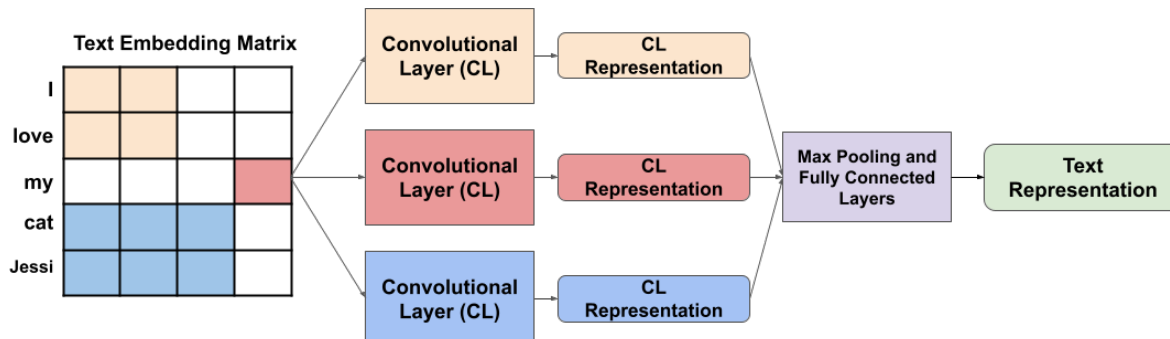 Text Embedding Matrix
I
love
my
cat
Jessi
Convolutional
Layer (CL)
CL
Representation
Convolutional
Layer (CL)
CL
Representation
Convolutional
Layer (CL)
CL
Representation
Max Pooling and
Fully Connected
Layers
Text
Representation